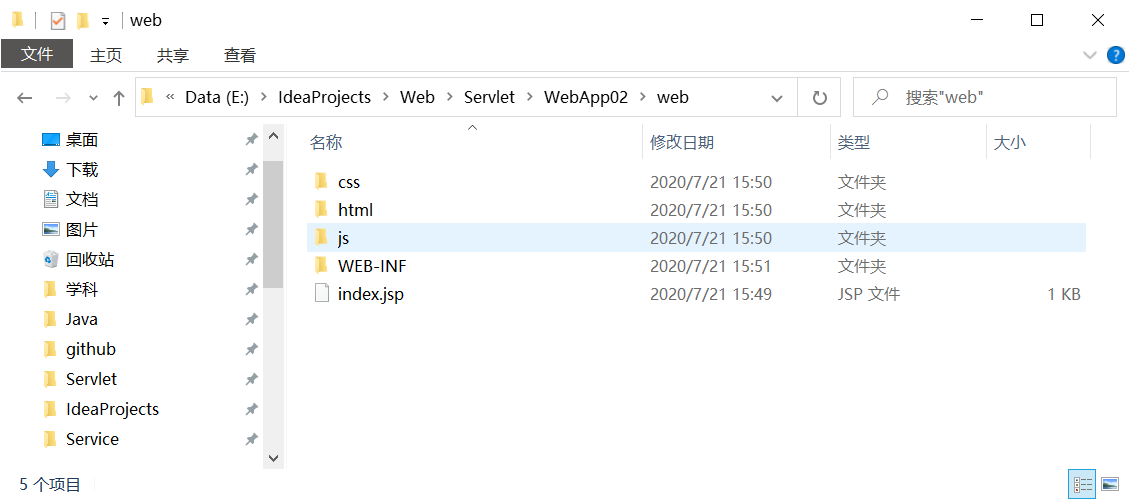 web
文件 主页 共享 查看
« Data (E:) › IdeaProjects › Web › Servlet › WebApp02 › web 搜索"web"
名称 修改日期 类型 大小
桌面
下载
文档
图片
回收站
学科
Java
github
Servlet
IdeaProjects
Service
css 2020/7/21 15:50 文件夹
html 2020/7/21 15:50 文件夹
js 2020/7/21 15:50 文件夹
WEB-INF 2020/7/21 15:51 文件夹
index.jsp 2020/7/21 15:49 JSP 文件 1 KB
5 个项目